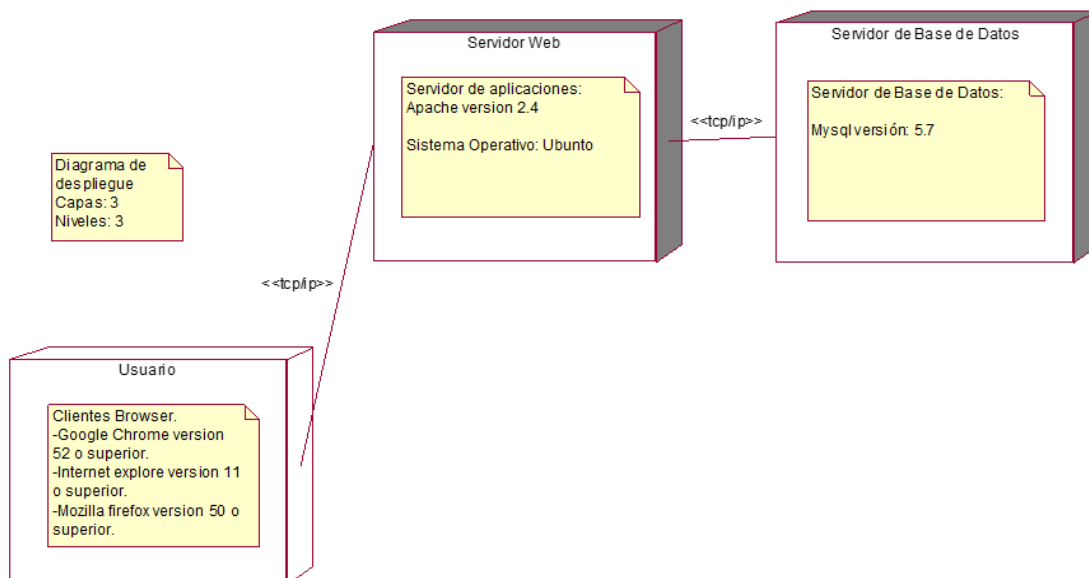 Servidor Web
Servidor de aplicaciones:
Apache version 2.4
Sistema Operativo: Ubunto
<<tcp/ip>>
Servidor de Base de Datos
Servidor de Base de Datos:
Mysql versión: 5.7
Diagrama de
despliegue
Capas: 3
Niveles: 3
<<tcp/ip>>
Usuario
Clientes Browser.
-Google Chrome version
52 o superior.
-Internet explore version 11
o superior.
-Mozilla firefox version 50 o
superior.